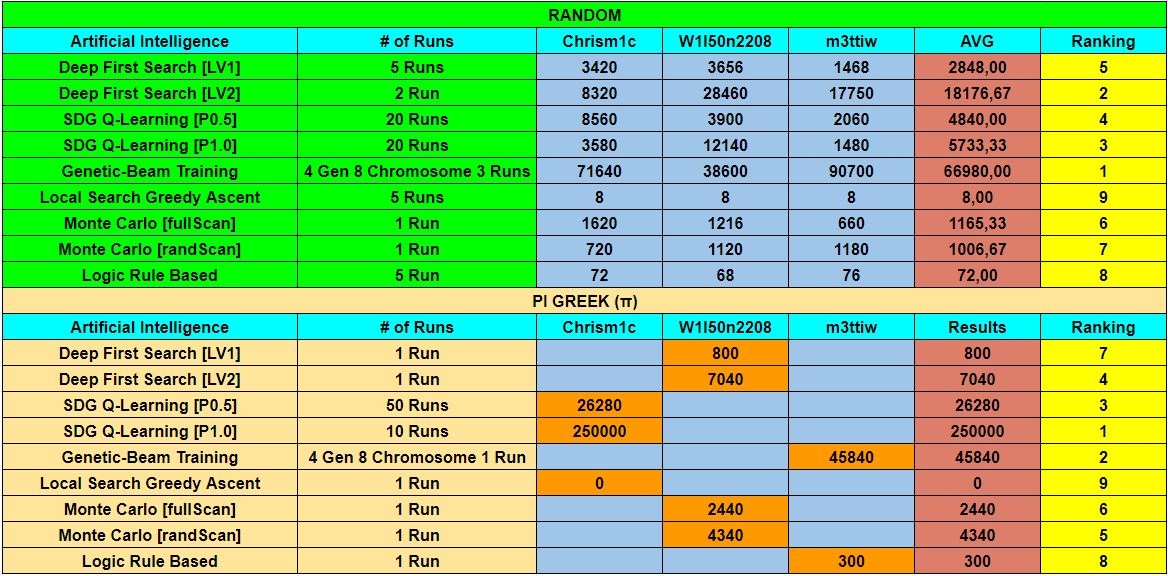 RANDOM
Artificial Intelligence # of Runs Chrism1c W1l50n2208 m3ttiw AVG Ranking
Deep First Search [LV1] 5 Runs 3420 3656 1468 2848,00 5
Deep First Search [LV2] 2 Run 8320 28460 17750 18176,67 2
SDG Q-Learning [P0.5] 20 Runs 8560 3900 2060 4840,00 4
SDG Q-Learning [P1.0] 20 Runs 3580 12140 1480 5733,33 3
Genetic-Beam Training 4 Gen 8 Chromosome 3 Runs 71640 38600 90700 66980,00 1
Local Search Greedy Ascent 5 Runs 8 8 8 8,00 9
Monte Carlo [fullScan] 1 Run 1620 1216 660 1165,33 6
Monte Carlo [randScan] 1 Run 720 1120 1180 1006,67 7
Logic Rule Based 5 Run 72 68 76 72,00 8
PI GREEK (π)
Artificial Intelligence # of Runs Chrism1c W1l50n2208 m3ttiw Results Ranking
Deep First Search [LV1] 1 Run 800 800 7
Deep First Search [LV2] 1 Run 7040 7040 4
SDG Q-Learning [P0.5] 50 Runs 26280 26280 3
SDG Q-Learning [P1.0] 10 Runs 250000 250000 1
Genetic-Beam Training 4 Gen 8 Chromosome 1 Run 45840 45840 2
Local Search Greedy Ascent 1 Run 0 0 9
Monte Carlo [fullScan] 1 Run 2440 2440 6
Monte Carlo [randScan] 1 Run 4340 4340 5
Logic Rule Based 1 Run 300 300 8